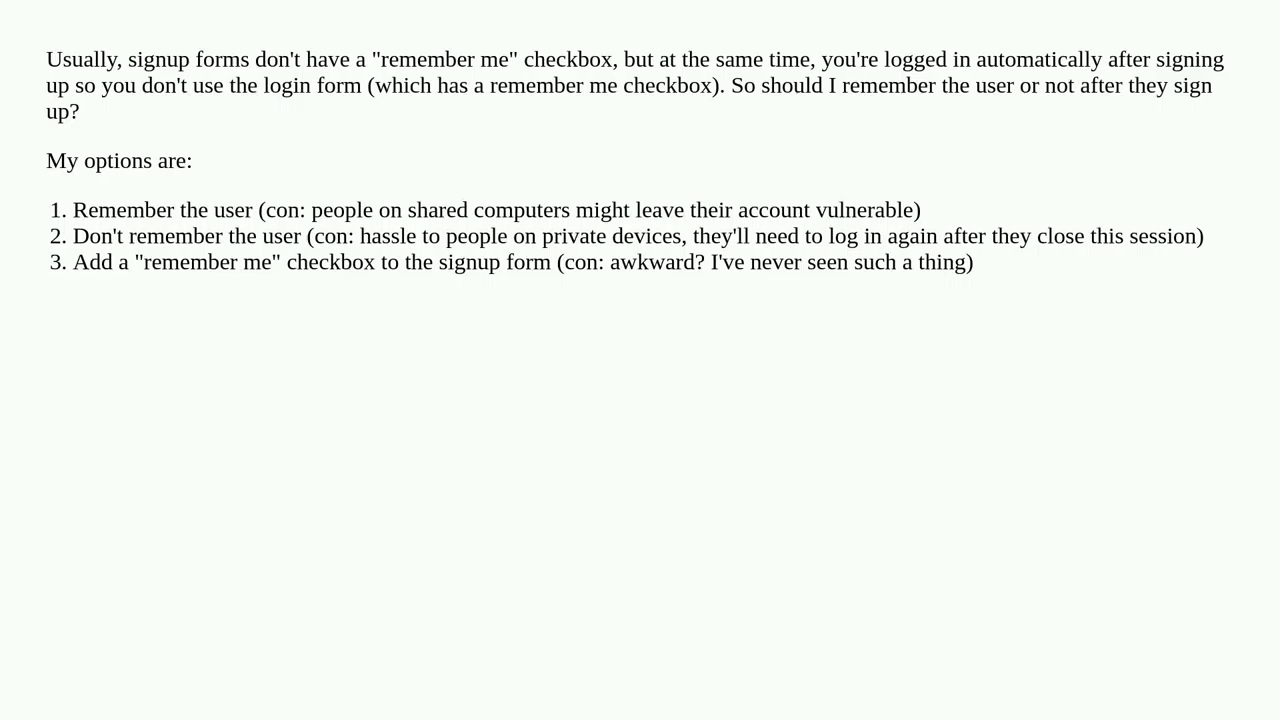 Usually, signup forms don't have a "remember me" checkbox, but at the same time, you're logged in automatically after signing
up so you don't use the login form (which has a remember me checkbox). So should I remember the user or not after they sign
up?
My options are:
1. Remember the user (con: people on shared computers might leave their account vulnerable)
2. Don't remember the user (con: hassle to people on private devices, they'll need to log in again after they close this session)
3. Add a "remember me" checkbox to the signup form (con: awkward? I've never seen such a thing)